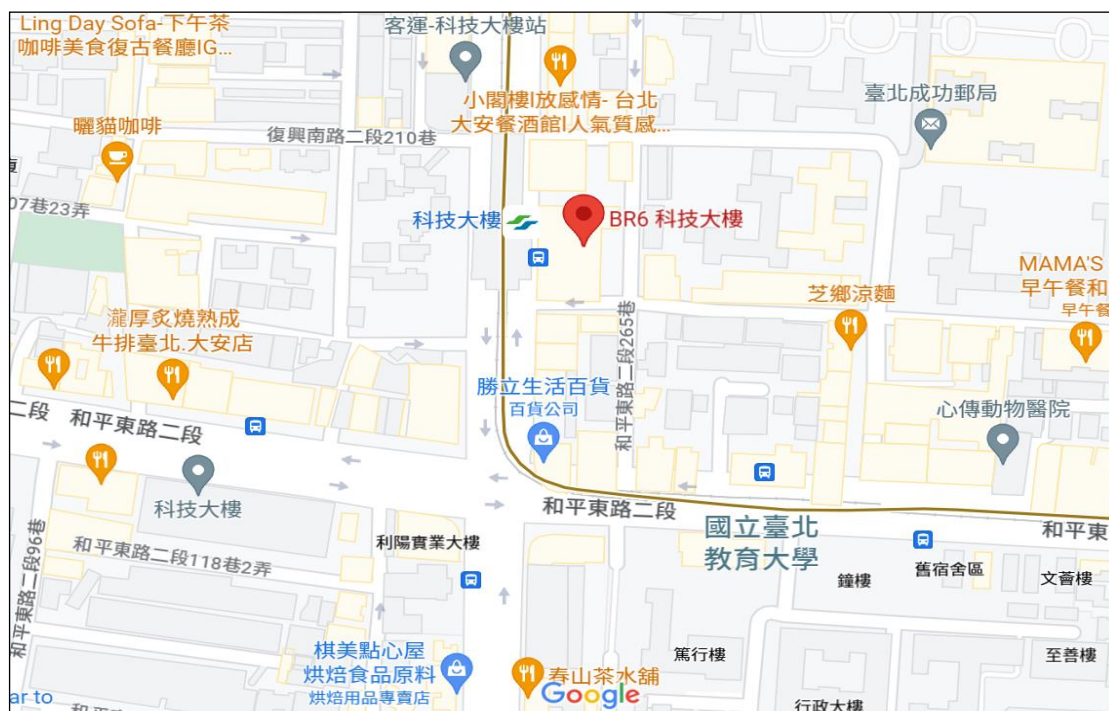 Ling Day Sofa-下午茶
咖啡美食復古餐廳IG...
客運-科技大樓站
小閣樓|放感情- 台北
大安餐酒館|人氣質感...
臺北成功郵局
曬貓咖啡
復興南路二段210巷
07巷23弄
科技大樓
BR6 科技大樓
MAMA'S
早午餐和
早午餐
芝鄉涼麵
瀧厚炙燒熟成
牛排臺北.大安店
和平東路二段265巷
勝立生活百貨
百貨公司
心傳動物醫院
二段 和平東路二段
科技大樓
和平東路二段
國立臺北
教育大學
和平東
利陽實業大樓
和平東路二段118巷2弄
和平東路二段96巷
鐘樓
舊宿舍區
文薈樓
棋美點心屋
烘焙食品原料
烘焙用品專賣店
春山茶水舖
篤行樓
至善樓
行政大樓
Google
ar to